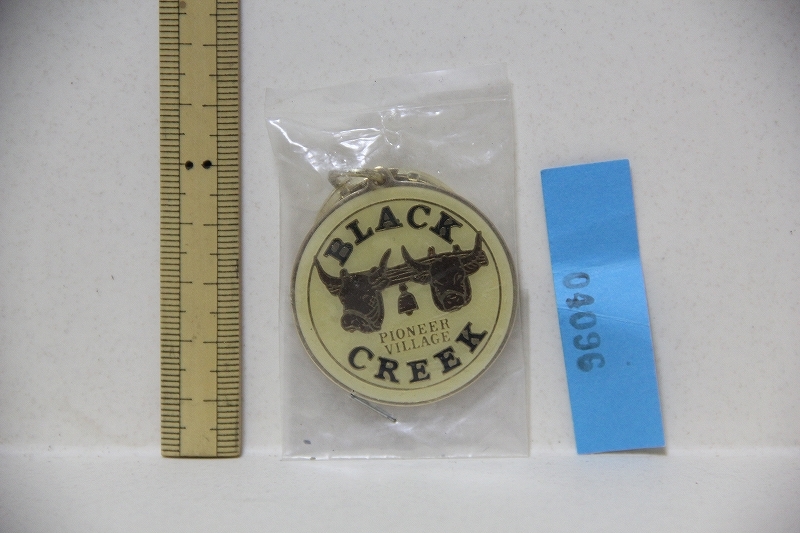 BLACK
PIONEER
VILLAGE
CREEK
04096